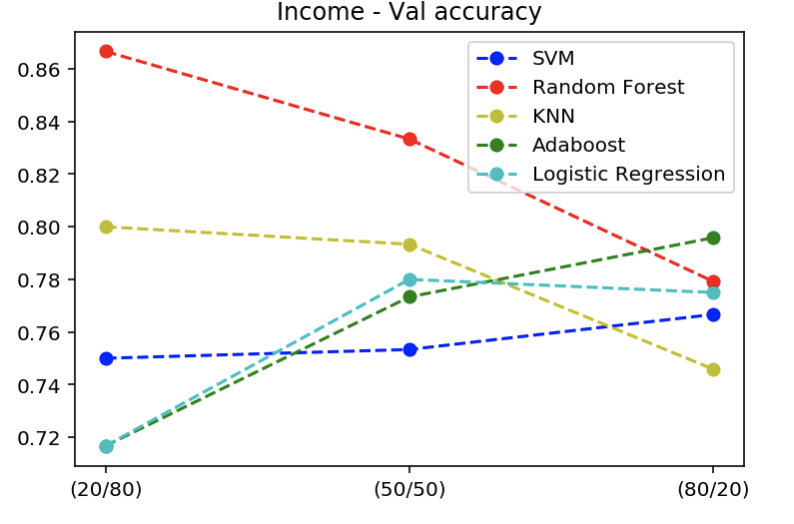 Income - Val accuracy
SVM
Random Forest
KNN
Adaboost
Logistic Regression
0.86
0.84
0.82
0.80
0.78
0.76
0.74
0.72
(20/80)
(50/50)
(80/20)